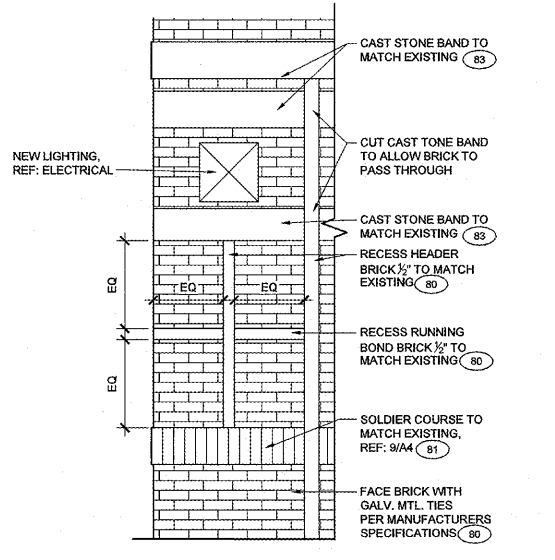 CAST STONE BAND TO
MATCH EXISTING 83
NEW LIGHTING,
REF: ELECTRICAL
CUT CAST TONE BAND
TO ALLOW BRICK TO
PASS THROUGH
CAST STONE BAND TO
MATCH EXISTING 83
RECESS HEADER
BRICK ½" TO MATCH
EXISTING 80
EQ
EQ EQ
RECESS RUNNING
BOND BRICK ½" TO
MATCH EXISTING 80
EQ
SOLDIER COURSE TO
MATCH EXISTING,
REF: 9/A4 81
FACE BRICK WITH
GALV. MTL. TIES
PER MANUFACTURERS
SPECIFICATIONS 80